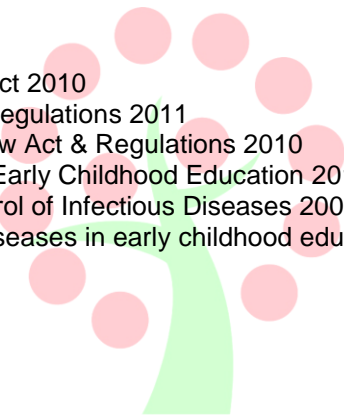 ct 2010
egulations 2011
w Act & Regulations 2010
Early Childhood Education 20
rol of Infectious Diseases 200
seases in early childhood edu